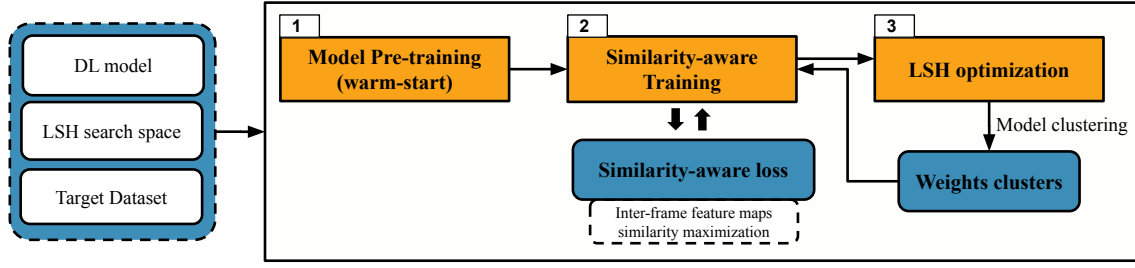 DL model
LSH search space
Target Dataset
1
Model Pre-training
(warm-start)
2
Similarity-aware
Training
3
LSH optimization
Model clustering
Similarity-aware loss
Weights clusters
Inter-frame feature maps
similarity maximization